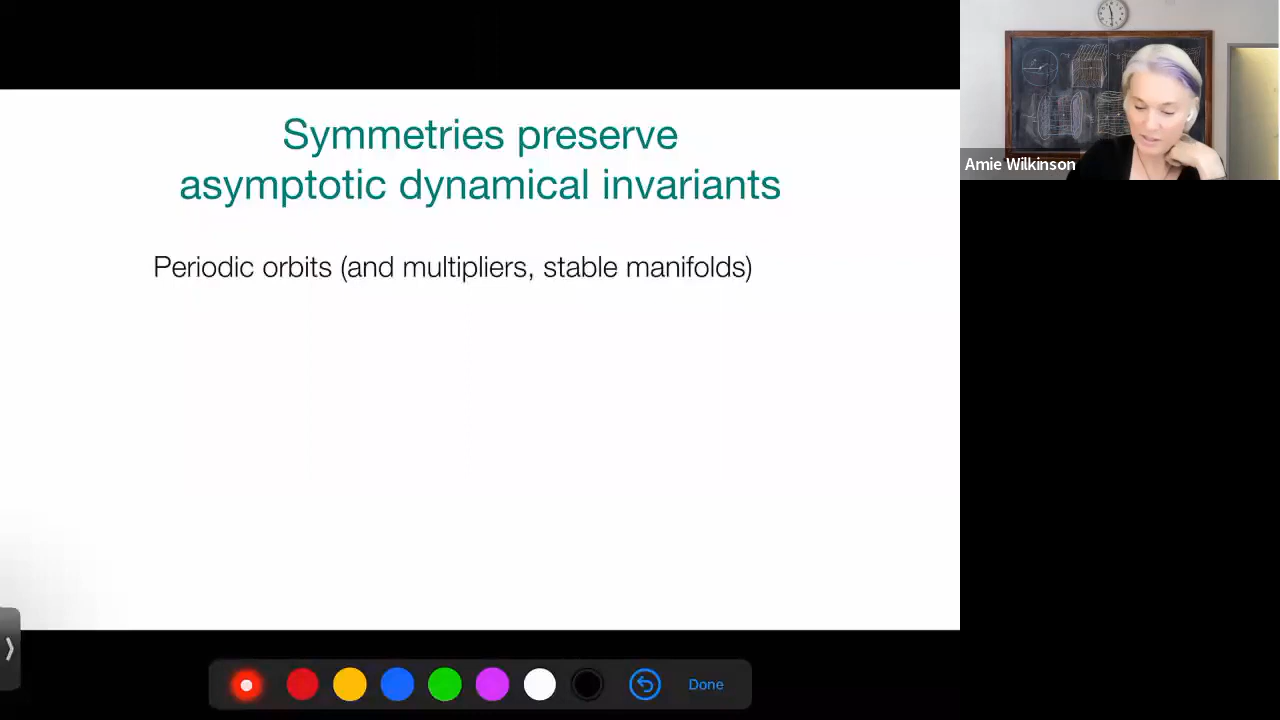 Symmetries preserve
asymptotic dynamical invariants
Periodic orbits (and multipliers, stable manifolds)
Amie Wilkinson
Done